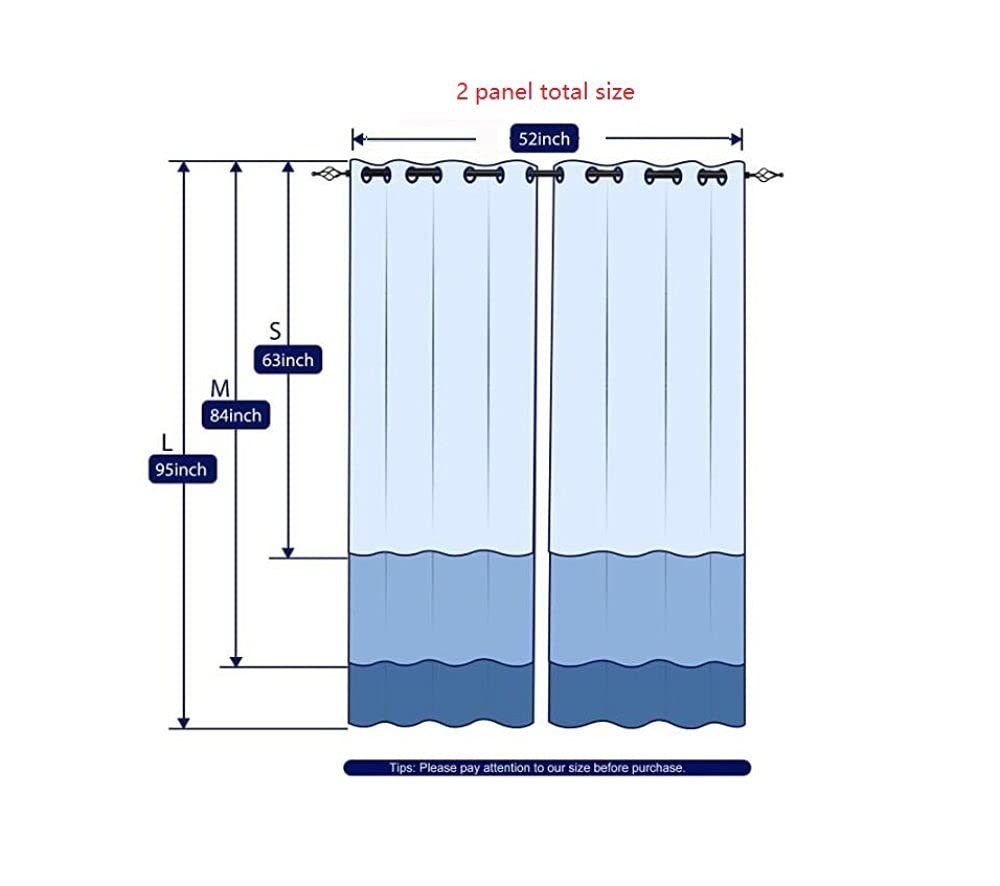 2 panel total size
52inch
S
63inch
M
84inch
L
95inch
Tips: Please pay attention to our size before purchase.